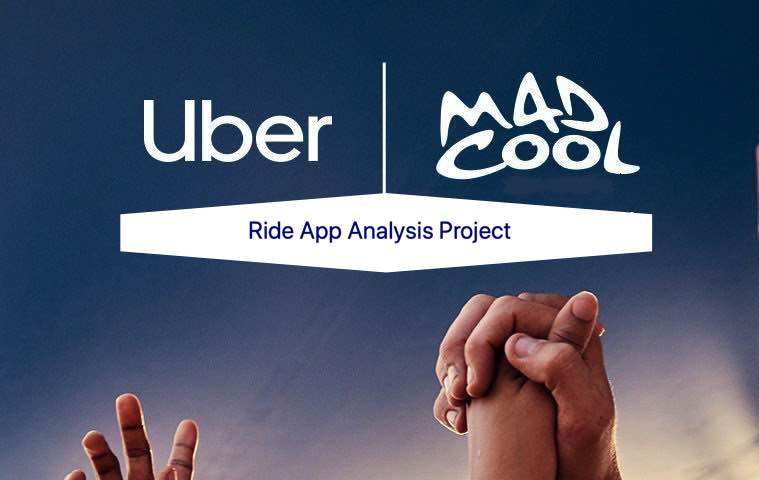 Uber
MAD
COOL
Ride App Analysis Project